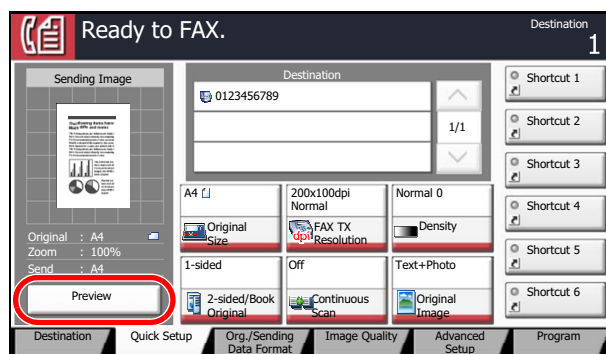 Ready to FAX.
Destination
1
Sending Image
Original : A4
Zoom : 100%
Send : A4
Preview
Destination
0123456789
1/1
A4
Original
Size
200x100dpi
Normal
dpi
FAX TX
Resolution
Normal 0
Density
1-sided
2-sided/Book
Original
Off
Continuous
Scan
Text+Photo
Original
Image
Shortcut 1
Shortcut 2
Shortcut 3
Shortcut 4
Shortcut 5
Shortcut 6
Destination
Quick Setup
Org./Sending
Data Format
Image Quality
Advanced
Setup
Program